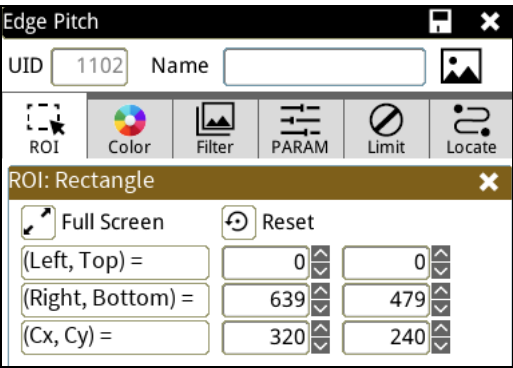 Edge Pitch
UID 1102 Name
ROI Color Filter PARAM Limit Locate
ROI: Rectangle
Full Screen Reset
(Left, Top) = 0 0
(Right, Bottom) = 639 479
(Cx, Cy) = 320 240